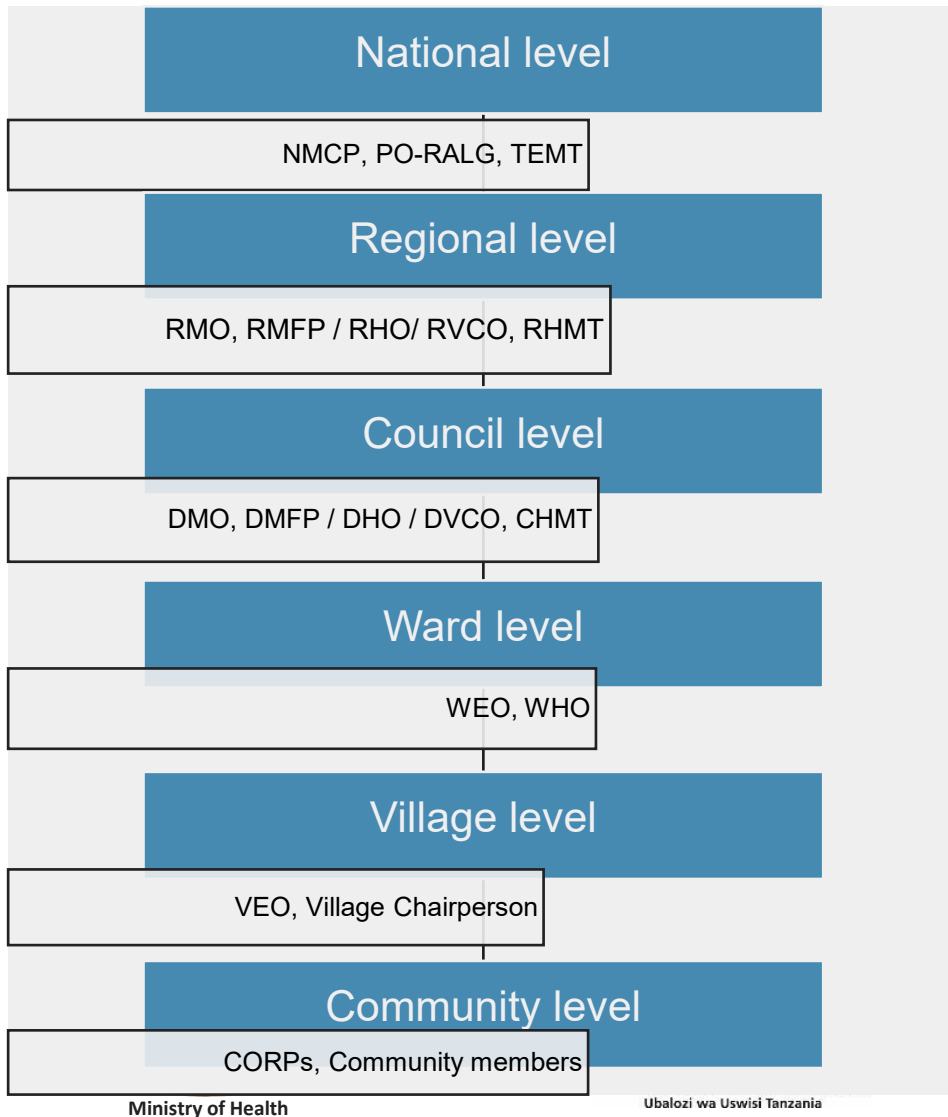 National level
NMCP, PO-RALG, TEMT
Regional level
RMO, RMFP / RHO/ RVCO, RHMT
Council level
DMO, DMFP / DHO / DVCO, CHMT
Ward level
WEO, WHO
Village level
VEO, Village Chairperson
Community level
CORPs, Community members
Ministry of Health
Ubalozi wa Uswisi Tanzania